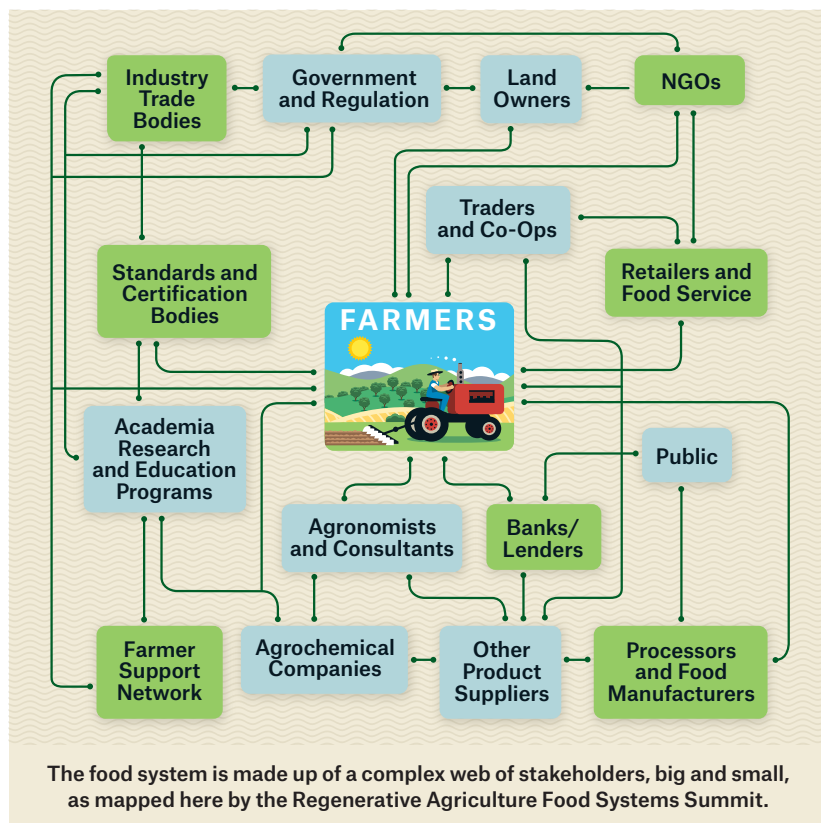 Industry
Trade
Bodies
Government
and Regulation
Land
Owners
NGOs
Traders
and Co-Ops
Standards and
Certification
Bodies
Retailers and
Food Service
FARMERS
Academia
Research
and Education
Programs
Public
Agronomists
and Consultants
Banks/
Lenders
Farmer
Support
Network
Agrochemical
Companies
Other
Product
Suppliers
Processors
and Food
Manufacturers
The food system is made up of a complex web of stakeholders, big and small,
as mapped here by the Regenerative Agriculture Food Systems Summit.